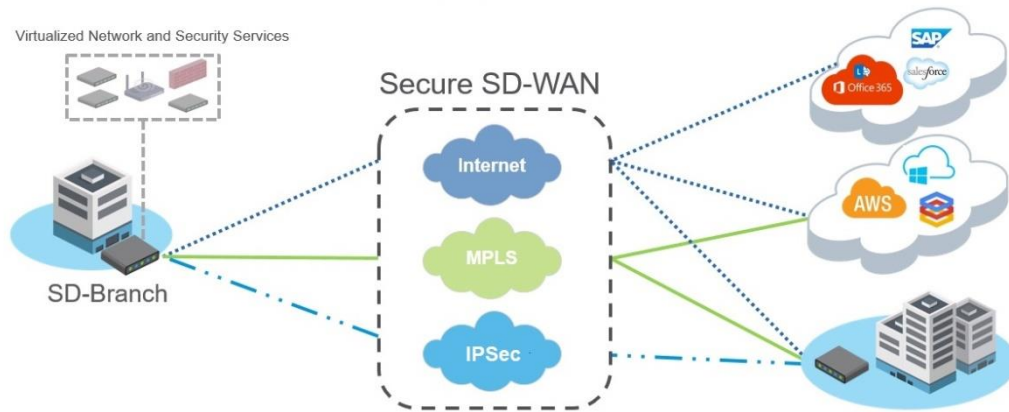 Virtualized Network and Security Services
Secure SD-WAN
SD-Branch
Internet
MPLS
IPSec
SAP
salesforce
Office 365
AWS